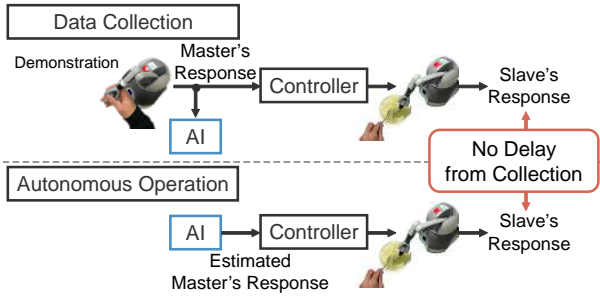 Data Collection
Demonstration
Master's
Response
Controller
Slave's
Response
AI
No Delay
from Collection
Autonomous Operation
AI
Controller
Estimated
Master's Response
Slave's
Response